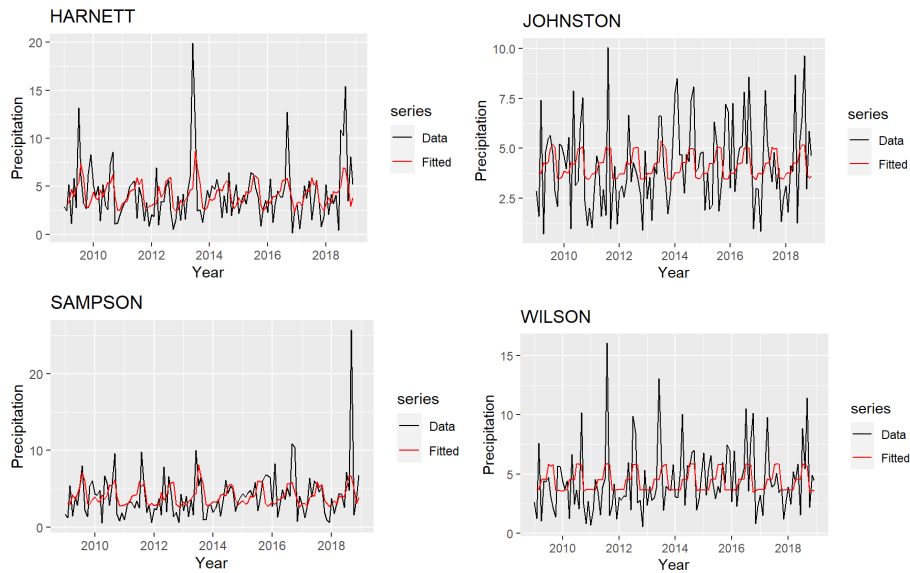 HARNETT
Precipitation
20
15
10
5
0
2010 2012 2014 2016 2018
Year
series
Data
Fitted
JOHNSTON
Precipitation
10.0
7.5
5.0
2.5
2010 2012 2014 2016 2018
Year
series
Data
Fitted
SAMPSON
Precipitation
20
10
0
2010 2012 2014 2016 2018
Year
series
Data
Fitted
WILSON
Precipitation
15
10
5
0
2010 2012 2014 2016 2018
Year
series
Data
Fitted